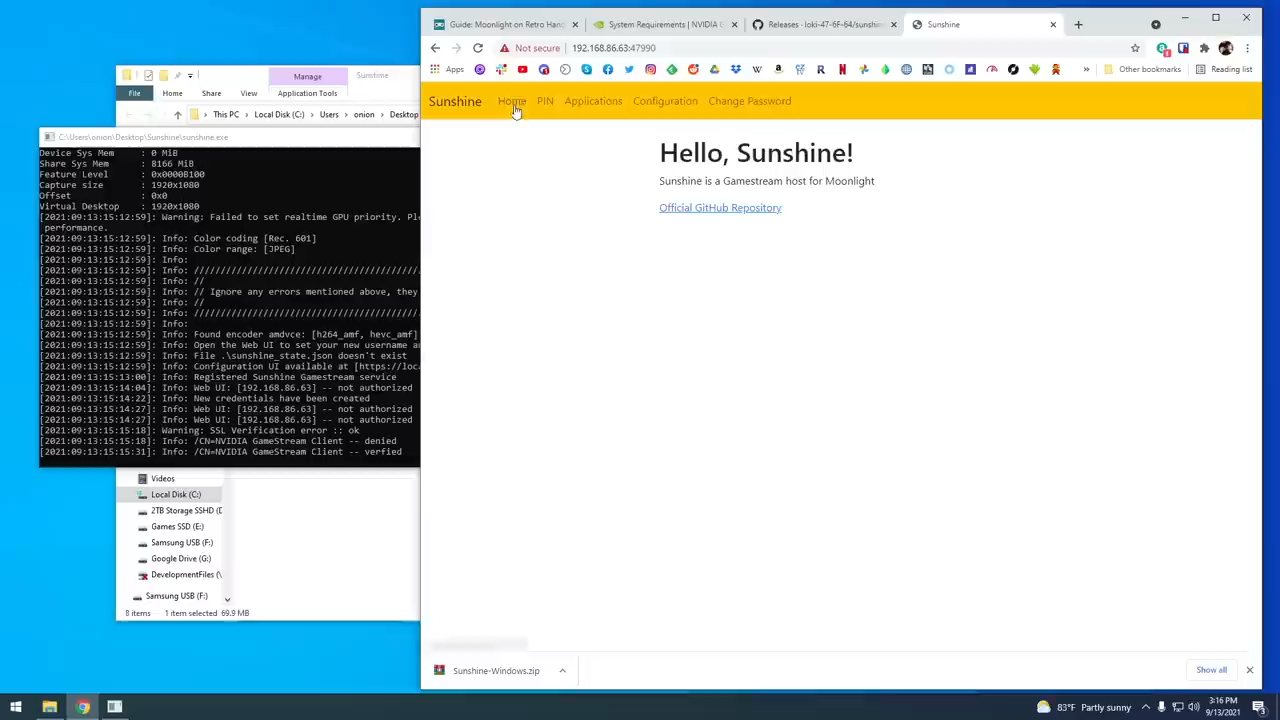 Guide: Moonlight on Retro Hand
System Requirements | NVIDIA G
Releases · loki-47-6F-64/sunshin
Sunshine
Not secure
192.168.86.63:47990
Apps
Other bookmarks
Reading list
Sunshine
Home
PIN
Applications
Configuration
Change Password
Hello, Sunshine!
Sunshine is a Gamestream host for Moonlight
Official GitHub Repository
Manage
Sunshine
File
Home
Share
View
Application Tools
This PC
Local Disk (C:)
Users
onion
Desktop
C:\Users\onion\Desktop\Sunshine\sunshine.exe
Device Sys Mem : 0 MiB
Share Sys Mem : 8166 MiB
Feature Level : 0x0000B100
Capture size : 1920x1080
Offset : 0x0
Virtual Desktop : 1920x1080
[2021:09:13:15:12:59]: Warning: Failed to set realtime GPU priority. Ple
performance.
[2021:09:13:15:12:59]: Info: Color coding [Rec. 601]
[2021:09:13:15:12:59]: Info: Color range: [JPEG]
[2021:09:13:15:12:59]: Info:
[2021:09:13:15:12:59]: Info: //////////////////////////////////////////
[2021:09:13:15:12:59]: Info: //
[2021:09:13:15:12:59]: Info: // Ignore any errors mentioned above, they
[2021:09:13:15:12:59]: Info: //
[2021:09:13:15:12:59]: Info: //////////////////////////////////////////
[2021:09:13:15:12:59]: Info:
[2021:09:13:15:12:59]: Info: Found encoder amdvce: [h264_amf, hevc_amf]
[2021:09:13:15:12:59]: Info: Open the Web UI to set your new username a
[2021:09:13:15:12:59]: Info: File .\sunshine_state.json doesn't exist
[2021:09:13:15:12:59]: Info: Configuration UI available at [https://loca
[2021:09:13:15:13:00]: Info: Registered Sunshine Gamestream service
[2021:09:13:15:14:04]: Info: Web UI: [192.168.86.63] -- not authorized
[2021:09:13:15:14:22]: Info: New credentials have been created
[2021:09:13:15:14:27]: Info: Web UI: [192.168.86.63] -- not authorized
[2021:09:13:15:14:27]: Info: Web UI: [192.168.86.63] -- not authorized
[2021:09:13:15:15:18]: Warning: SSL Verification error :: ok
[2021:09:13:15:15:18]: Info: /CN=NVIDIA GameStream Client -- denied
[2021:09:13:15:15:31]: Info: /CN=NVIDIA GameStream Client -- verfied
Videos
Local Disk (C:)
2TB Storage SSHD (D
Games SSD (E:)
Samsung USB (F:)
Google Drive (G:)
DevelopmentFiles (\
Samsung USB (F:)
8 items
1 item selected 69.9 MB
Sunshine-Windows.zip
Show all
83°F Partly sunny
3:16 PM
9/13/2021